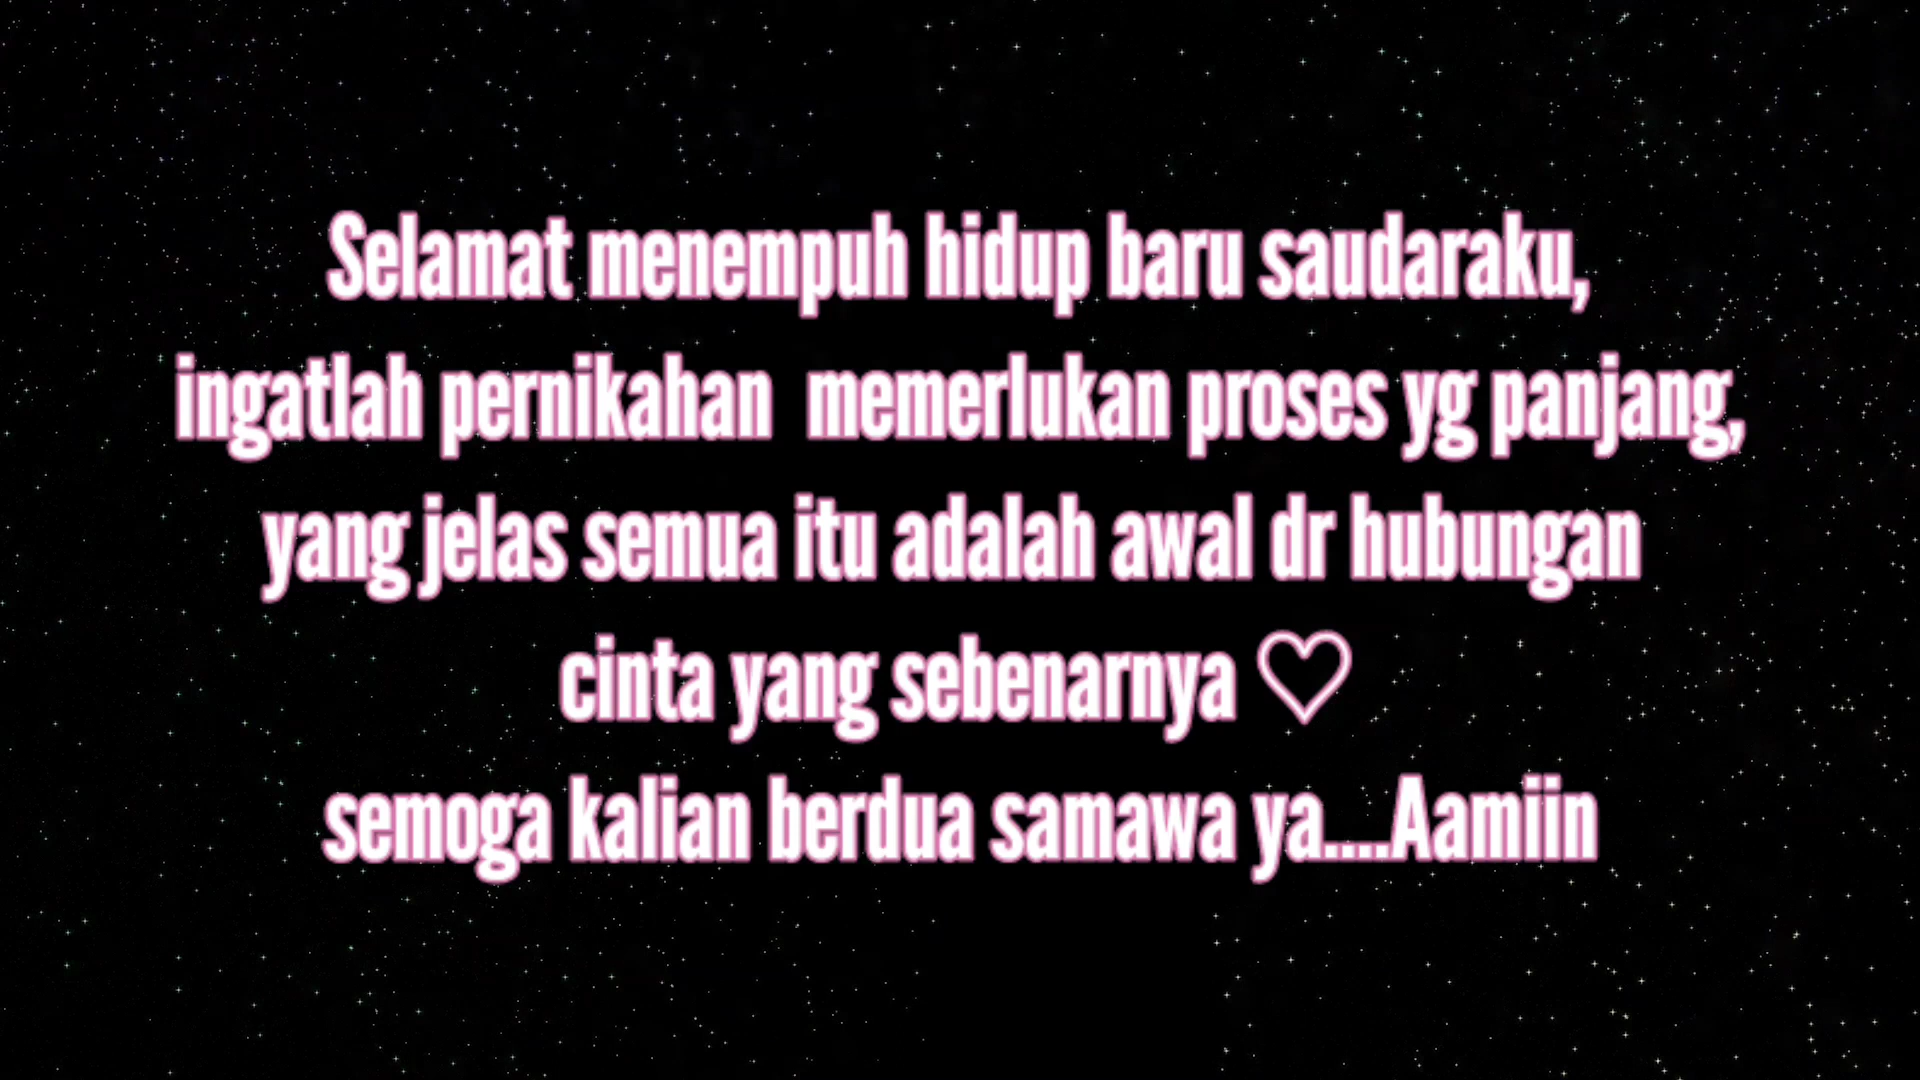 Selamat menempuh hidup baru saudaraku,
ingatlah pernikahan  memerlukan proses yg panjang,
yang jelas semua itu adalah awal dr hubungan
cinta yang sebenarnya ♡
semoga kalian berdua samawa ya....Aamiin